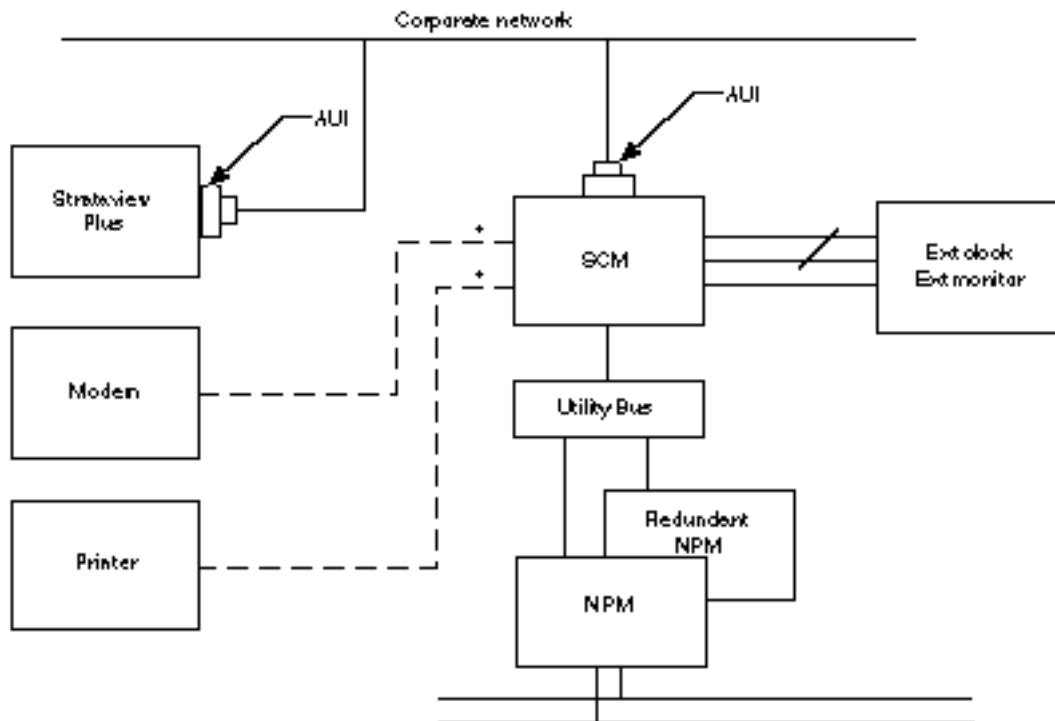 Corporate network
AUI
AUI
Strataview
Plus
*
SCM
Ext clock
Ext monitor
*
Modem
Utility Bus
Redundant
NPM
Printer
NPM